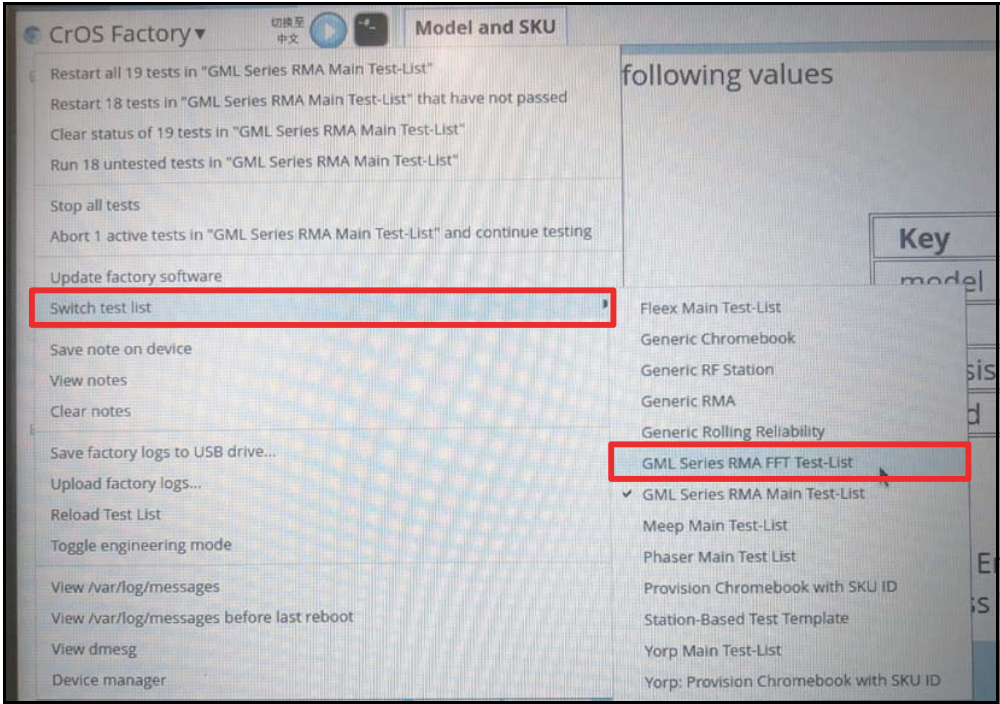 CrOS Factory▾
切换至
中文
Model and SKU
Restart all 19 tests in "GML Series RMA Main Test-List"
Restart 18 tests in "GML Series RMA Main Test-List" that have not passed
Clear status of 19 tests in "GML Series RMA Main Test-List"
Run 18 untested tests in "GML Series RMA Main Test-List"
Stop all tests
Abort 1 active tests in "GML Series RMA Main Test-List" and continue testing
Update factory software
Switch test list
Save note on device
View notes
Clear notes
Save factory logs to USB drive...
Upload factory logs...
Reload Test List
Toggle engineering mode
View /var/log/messages
View /var/log/messages before last reboot
View dmesg
Device manager
Fleex Main Test-List
Generic Chromebook
Generic RF Station
Generic RMA
Generic Rolling Reliability
GML Series RMA FFT Test-List
✓ GML Series RMA Main Test-List
Meep Main Test-List
Phaser Main Test List
Provision Chromebook with SKU ID
Station-Based Test Template
Yorp Main Test-List
Yorp: Provision Chromebook with SKU ID
following values
Key
model